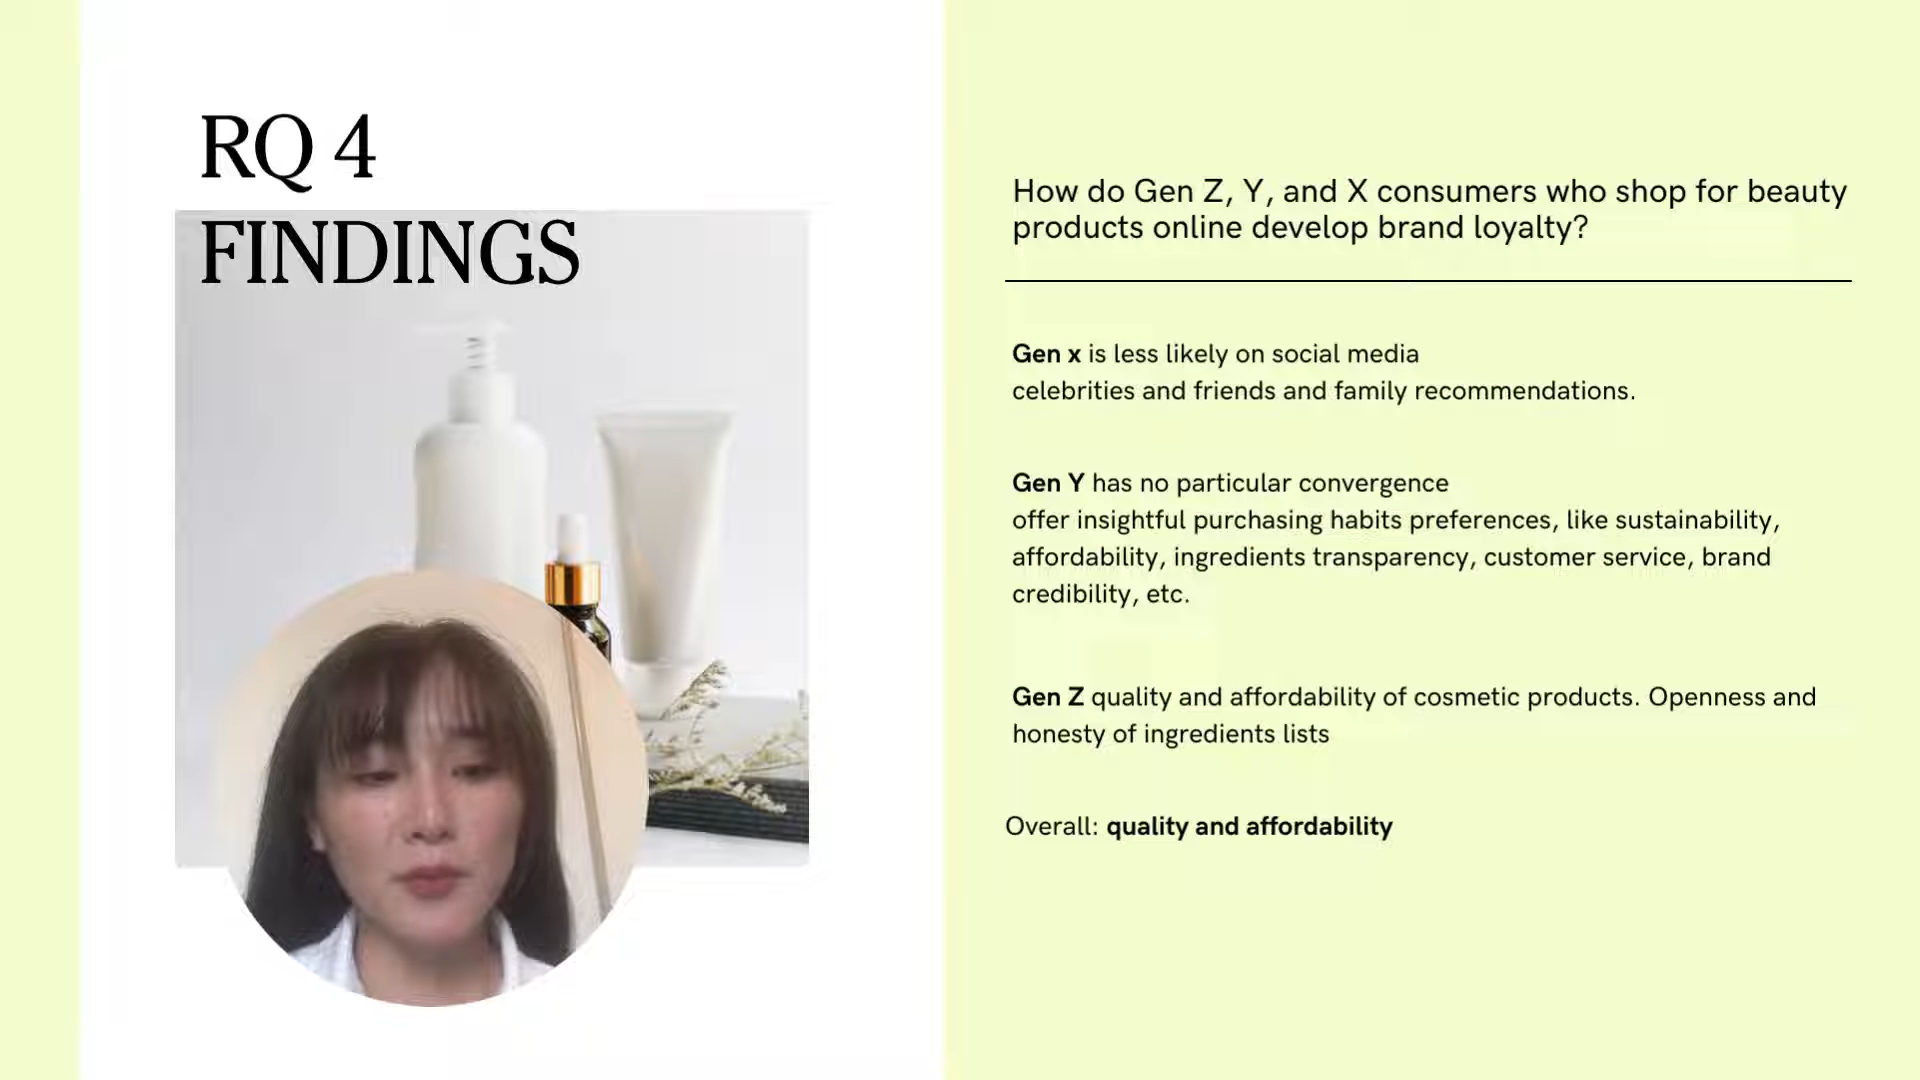 RQ 4
FINDINGS
How do Gen Z, Y, and X consumers who shop for beauty
products online develop brand loyalty?
Gen x is less likely on social media
celebrities and friends and family recommendations.
Gen Y has no particular convergence
offer insightful purchasing habits preferences, like sustainability,
affordability, ingredients transparency, customer service, brand
credibility, etc.
Gen Z quality and affordability of cosmetic products. Openness and
honesty of ingredients lists
Overall: quality and affordability